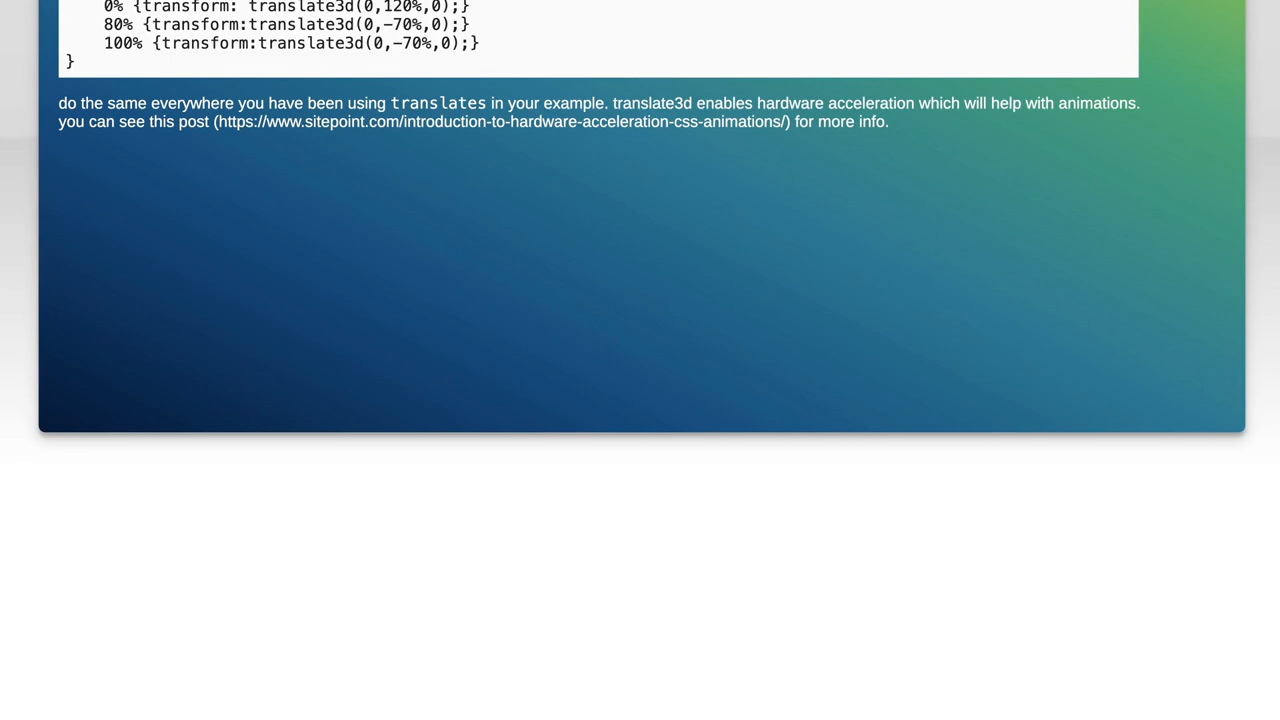 0% {transform: translate3d(0,120%,0);}
80% {transform:translate3d(0,-70%,0);}
100% {transform:translate3d(0,-70%,0);}
}
do the same everywhere you have been using translates in your example. translate3d enables hardware acceleration which will help with animations.
you can see this post (https://www.sitepoint.com/introduction-to-hardware-acceleration-css-animations/) for more info.